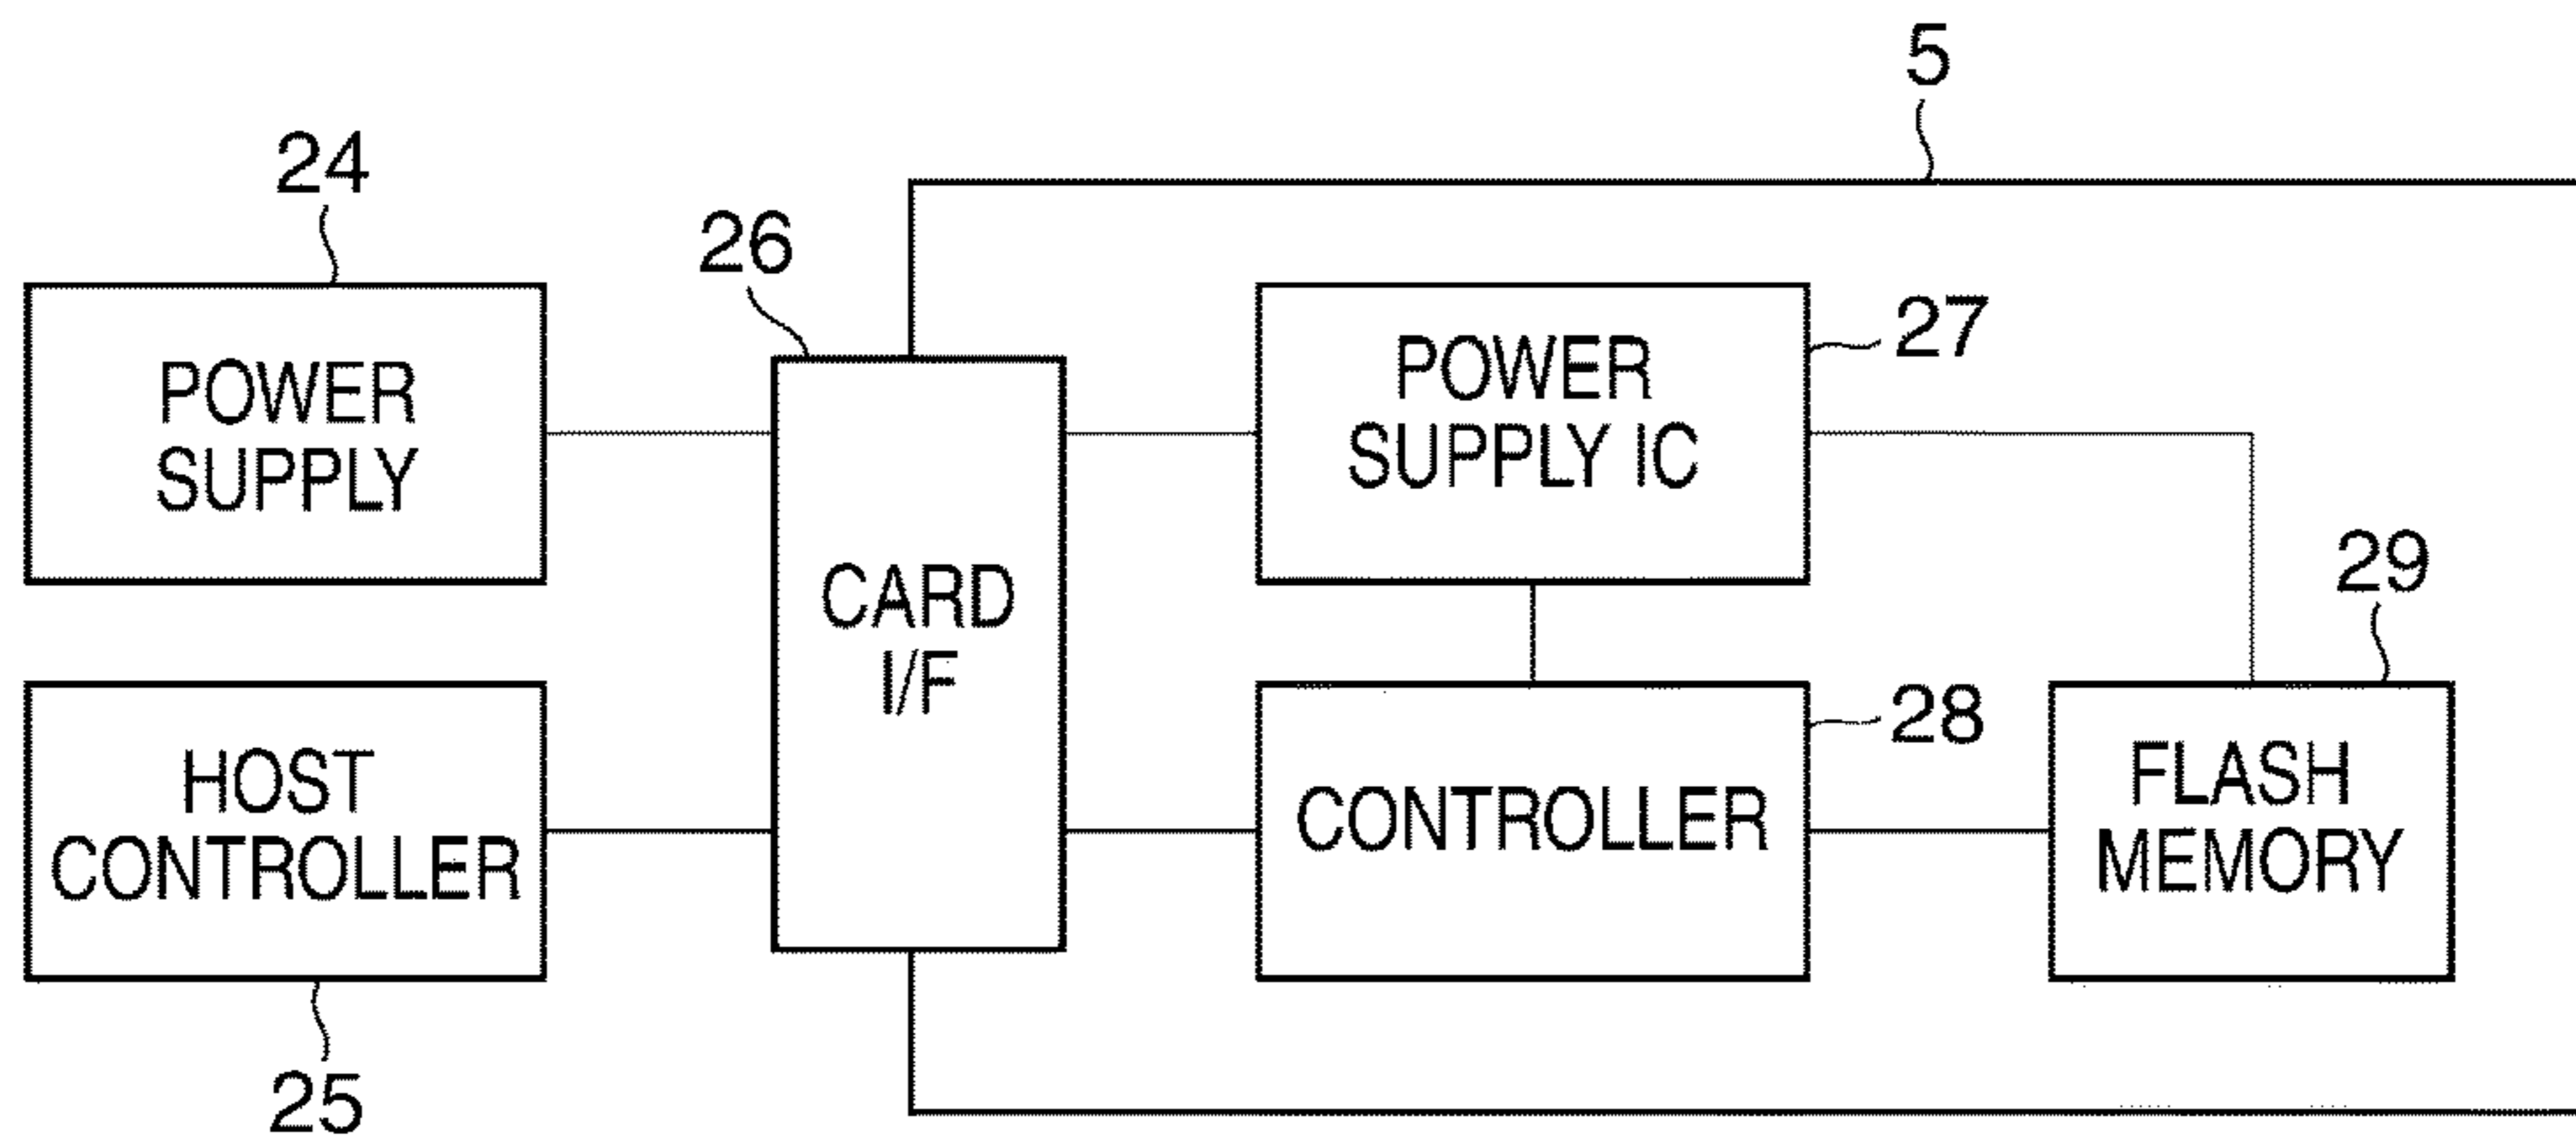 5
24
26
POWER
SUPPLY
POWER
SUPPLY IC
27
CARD
I/F
29
HOST
CONTROLLER
CONTROLLER
28
FLASH
MEMORY
25